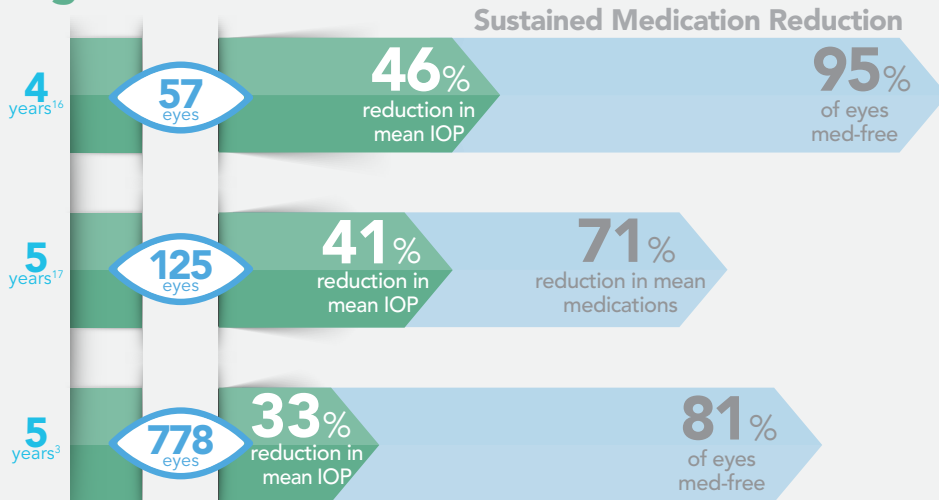 Sustained Medication Reduction
4
years16
57
eyes
46%
reduction in
mean IOP
95%
of eyes
med-free
5
years17
125
eyes
41%
reduction in
mean IOP
71%
reduction in mean
medications
5
years3
778
eyes
33%
reduction in
mean IOP
81%
of eyes
med-free